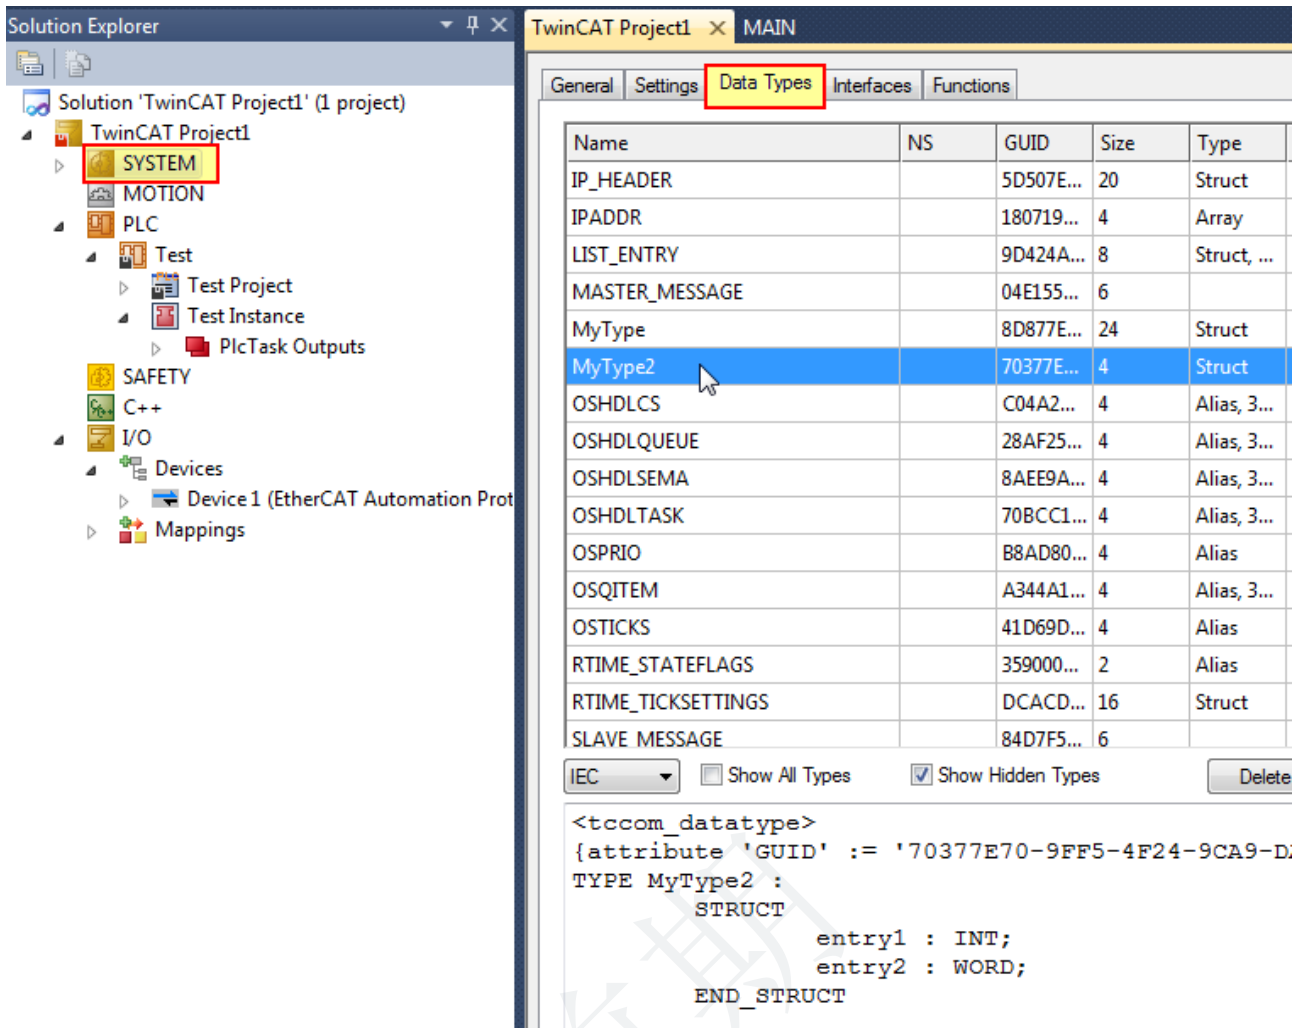 Solution Explorer
Solution 'TwinCAT Project1' (1 project)
TwinCAT Project1
SYSTEM
MOTION
PLC
Test
Test Project
Test Instance
PlcTask Outputs
SAFETY
C++
I/O
Devices
Device 1 (EtherCAT Automation Prot
Mappings
TwinCAT Project1 MAIN
General Settings Data Types Interfaces Functions
Name NS GUID Size Type
IP_HEADER 5D507E... 20 Struct
IPADDR 180719... 4 Array
LIST_ENTRY 9D424A... 8 Struct, ...
MASTER_MESSAGE 04E155... 6
MyType 8D877E... 24 Struct
MyType2 70377E... 4 Struct
OSHDLCS C04A2... 4 Alias, 3...
OSHDLQUEUE 28AF25... 4 Alias, 3...
OSHDLSEMA 8AEE9A... 4 Alias, 3...
OSHDLTASK 70BCC1... 4 Alias, 3...
OSPRIO B8AD80... 4 Alias
OSQITEM A344A1... 4 Alias, 3...
OSTICKS 41D69D... 4 Alias
RTIME_STATEFLAGS 359000... 2 Alias
RTIME_TICKSETTINGS DCACD... 16 Struct
SLAVE_MESSAGE 84D7F5... 6
IEC Show All Types Show Hidden Types Delete
<tccom_datatype>
{attribute 'GUID' := '70377E70-9FF5-4F24-9CA9-D
TYPE MyType2 :
STRUCT
entry1 : INT;
entry2 : WORD;
END_STRUCT
期